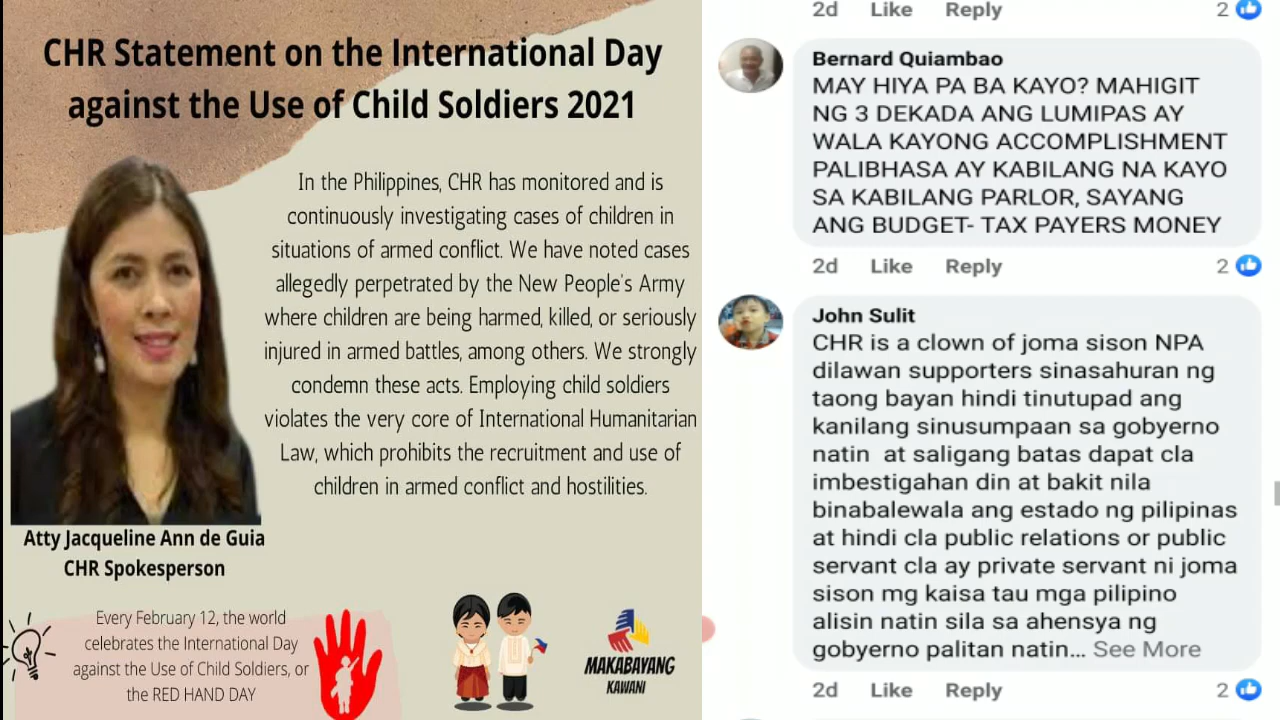 CHR Statement on the International Day
against the Use of Child Soldiers 2021
In the Philippines, CHR has monitored and is
continuously investigating cases of children in
situations of armed conflict. We have noted cases
allegedly perpetrated by the New People's Army
where children are being harmed, killed, or seriously
injured in armed battles, among others. We strongly
condemn these acts. Employing child soldiers
violates the very core of International Humanitarian
Law, which prohibits the recruitment and use of
children in armed conflict and hostilities.
Atty Jacqueline Ann de Guia
CHR Spokesperson
Every February 12, the world
celebrates the International Day
against the Use of Child Soldiers, or
the RED HAND DAY
MAKABAYANG
KAWANI
2d Like Reply 2
Bernard Quiambao
MAY HIYA PA BA KAYO? MAHIGIT
NG 3 DEKADA ANG LUMIPAS AY
WALA KAYONG ACCOMPLISHMENT
PALIBHASA AY KABILANG NA KAYO
SA KABILANG PARLOR, SAYANG
ANG BUDGET- TAX PAYERS MONEY
2d Like Reply 2
John Sulit
CHR is a clown of joma sison NPA
dilawan supporters sinasahuran ng
taong bayan hindi tinutupad ang
kanilang sinusumpaan sa gobyerno
natin at saligang batas dapat cla
imbestigahan din at bakit nila
binabalewala ang estado ng pilipinas
at hindi cla public relations or public
servant cla ay private servant ni joma
sison mg kaisa tau mga pilipino
alisin natin sila sa ahensya ng
gobyerno palitan natin... See More
2d Like Reply 2